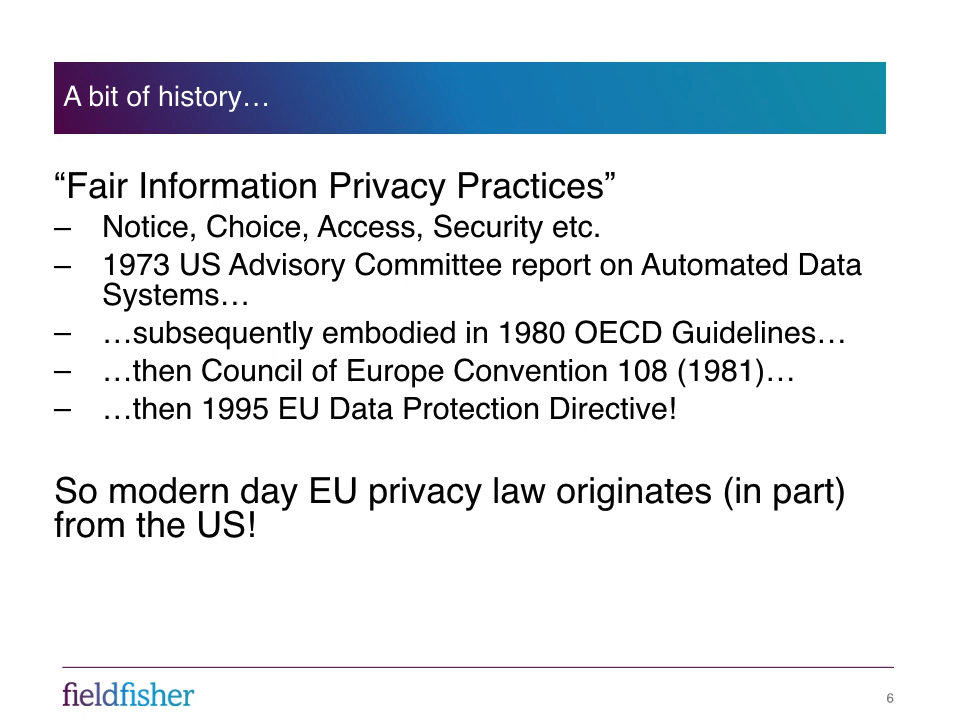 A bit of history…
“Fair Information Privacy Practices”
– Notice, Choice, Access, Security etc.
– 1973 US Advisory Committee report on Automated Data
Systems…
– …subsequently embodied in 1980 OECD Guidelines…
– …then Council of Europe Convention 108 (1981)…
– …then 1995 EU Data Protection Directive!
So modern day EU privacy law originates (in part)
from the US!
fieldfisher
6